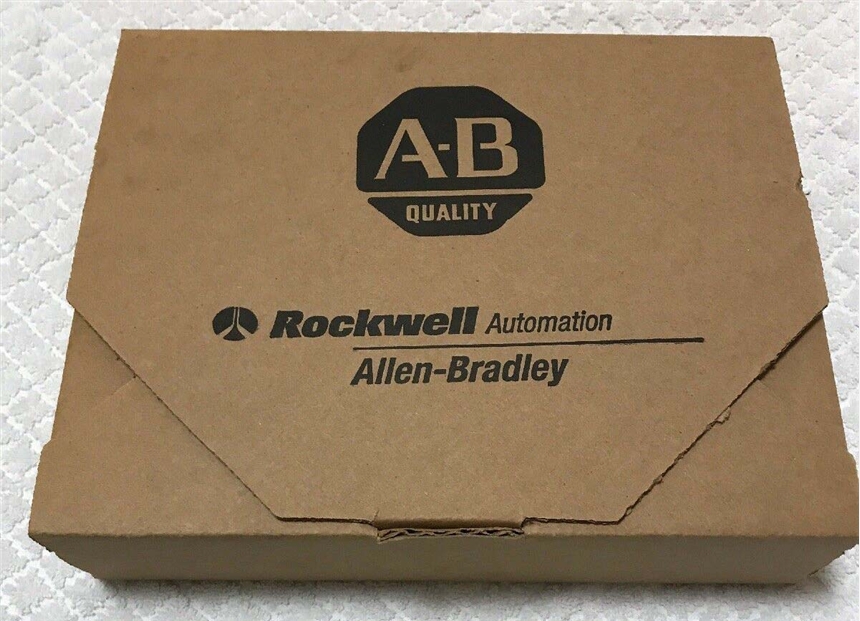 A-B
QUALITY
Rockwell Automation
Allen-Bradley